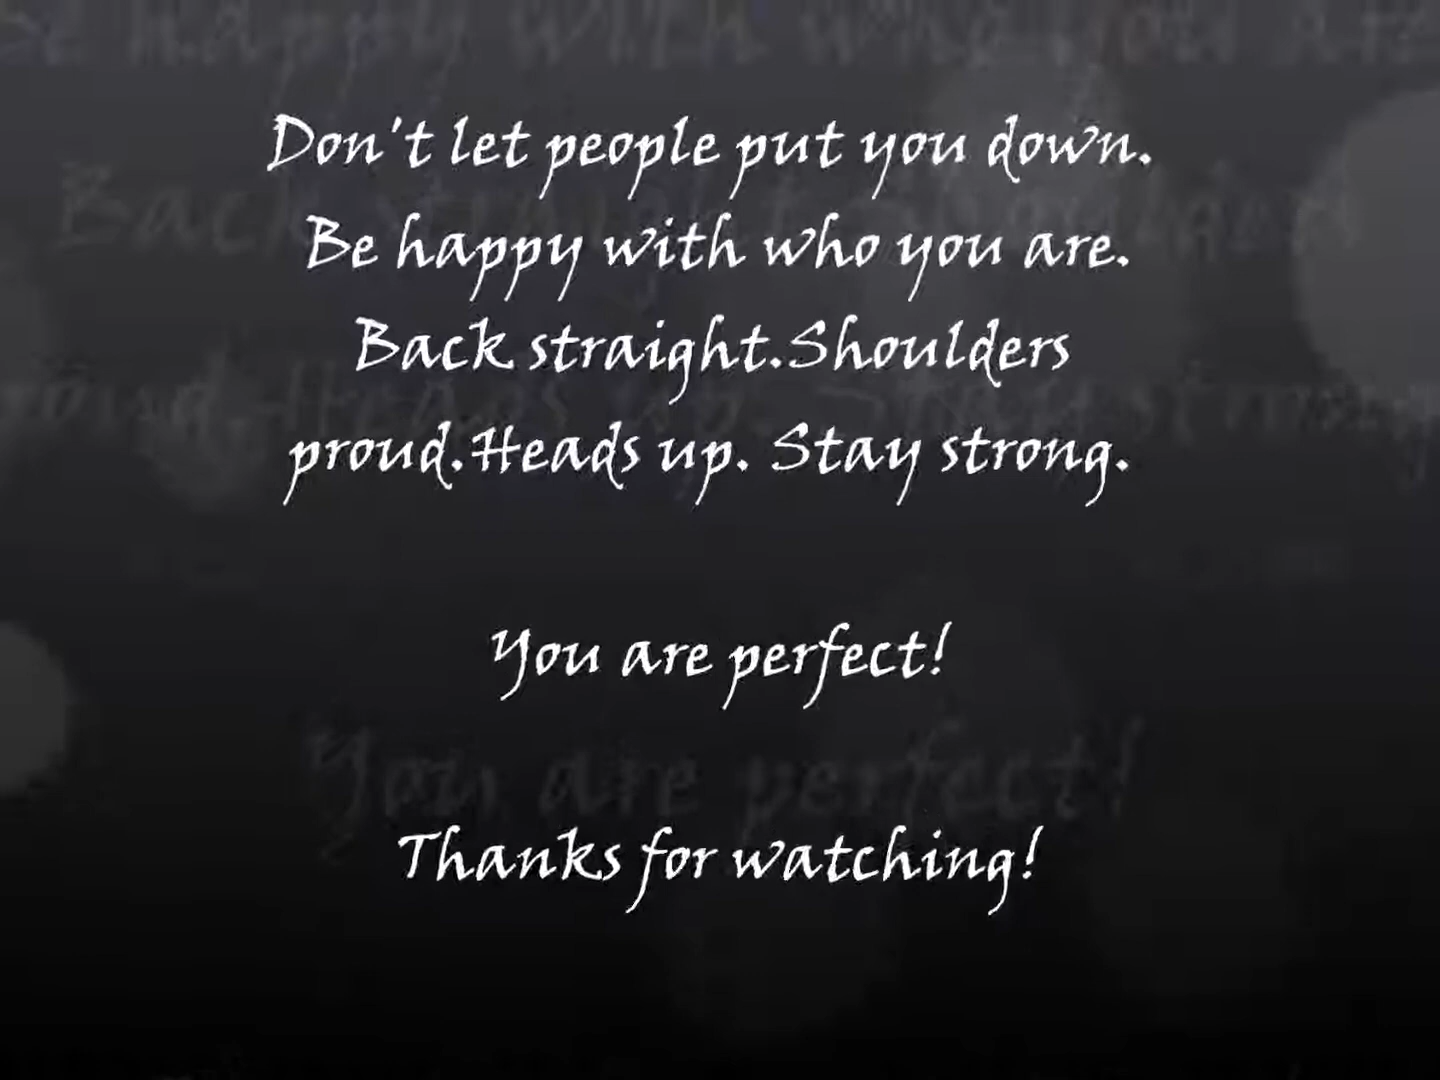 Don't let people put you down.
Be happy with who you are.
Back straight.Shoulders
proud.Heads up. Stay strong.
You are perfect!
Thanks for watching!